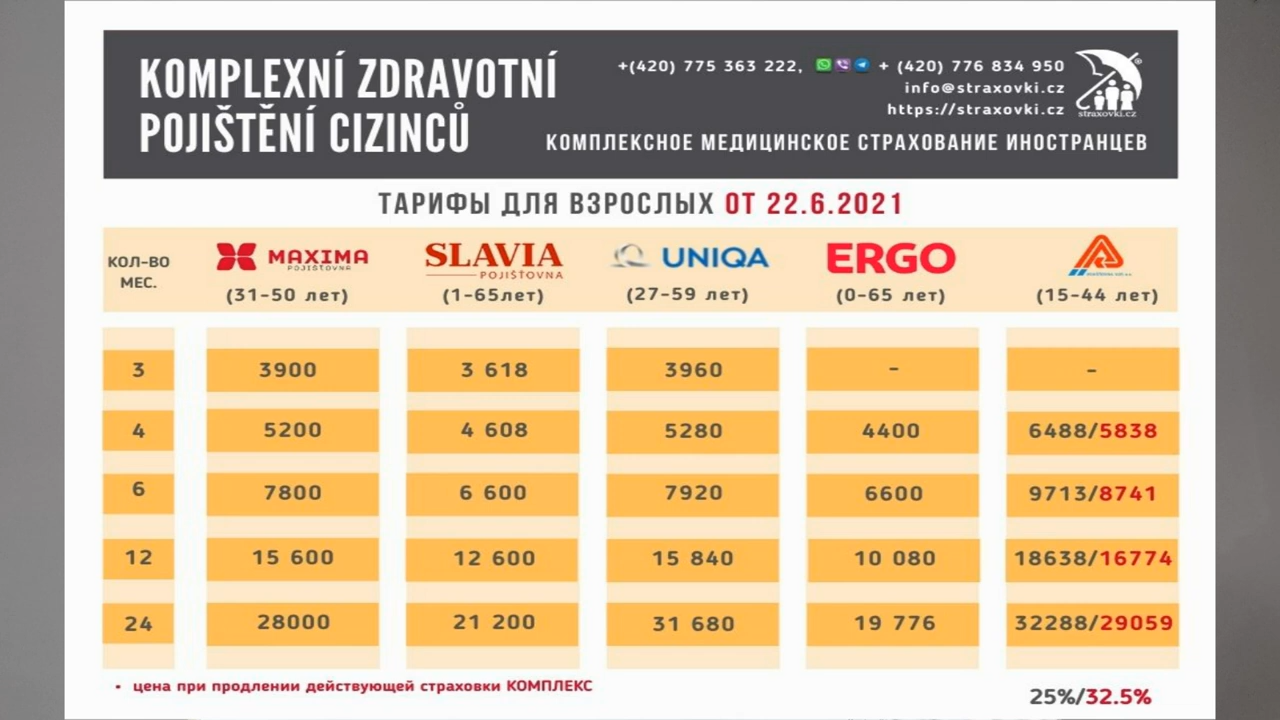 KOMPLEXNÍ ZDRAVOTNÍ
POJIŠTĚNÍ CIZINCŮ
+(420) 775 363 222, + (420) 776 834 950
info@straxovki.cz
https://straxovki.cz
straxovki.cz
КОМПЛЕКСНОЕ МЕДИЦИНСКОЕ СТРАХОВАНИЕ ИНОСТРАНЦЕВ
ТАРИФЫ ДЛЯ ВЗРОСЛЫХ ОТ 22.6.2021
КОЛ-ВО МЕС. MAXIMA POJIŠŤOVNA (31-50 лет) SLAVIA POJIŠŤOVNA (1-65лет) UNIQA (27-59 лет) ERGO (0-65 лет) (15-44 лет)
3 3900 3 618 3960 - -
4 5200 4 608 5280 4400 6488/5838
6 7800 6 600 7920 6600 9713/8741
12 15 600 12 600 15 840 10 080 18638/16774
24 28000 21 200 31 680 19 776 32288/29059
• цена при продлении действующей страховки КОМПЛЕКС
25%/32.5%